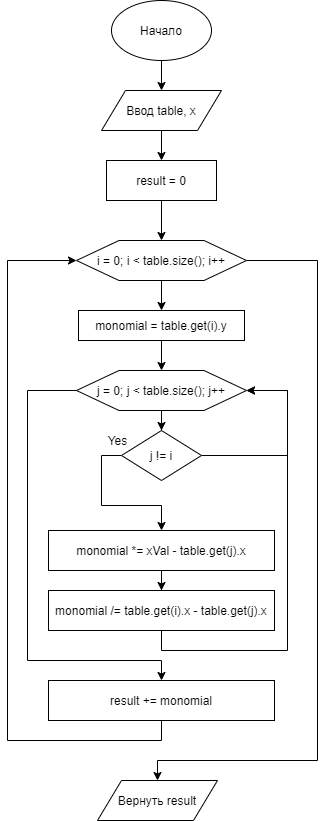 Начало
Ввод table, x
result = 0
i = 0; i < table.size(); i++
monomial = table.get(i).y
j = 0; j < table.size(); j++
Yes
j != i
monomial *= xVal - table.get(j).x
monomial /= table.get(i).x - table.get(j).x
result += monomial
Вернуть result